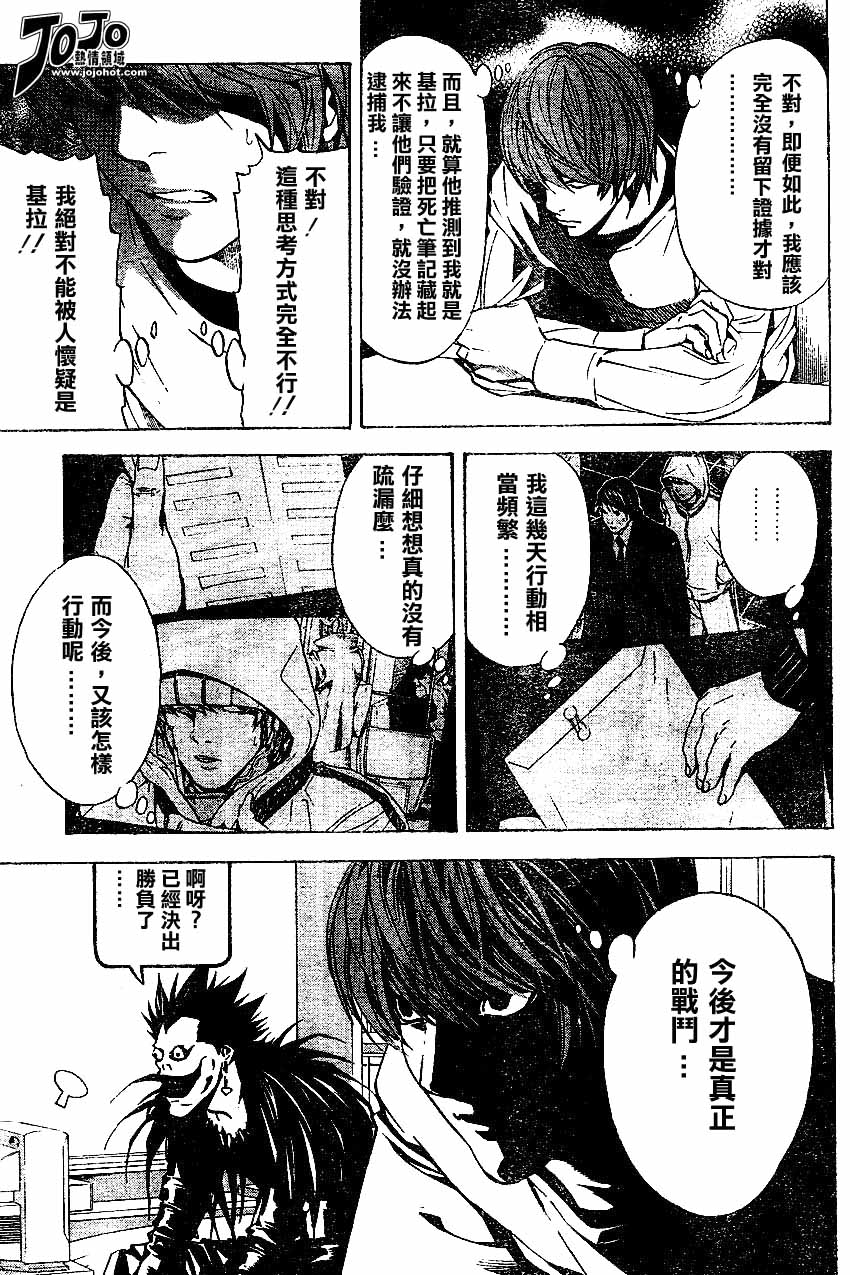 JOJO
熱情領域
www.jojohot.com
不對，即便如此，我應該
完全沒有留下證據才對
…………………
而且，就算他推測到我就是
基拉，只要把死亡筆記藏起
來不讓他們驗證，就沒辦法
逮捕我…
不對！
這種思考方式完全不行！！
我絕對不能被人懷疑是
基拉！！
………
………
我這幾天行動相
當頻繁…………
仔細想想真的沒有
疏漏麼…
而今後，又該怎樣
行動呢………
今後才是真正
的戰鬥…
啊呀？
已經決出
勝負了
……